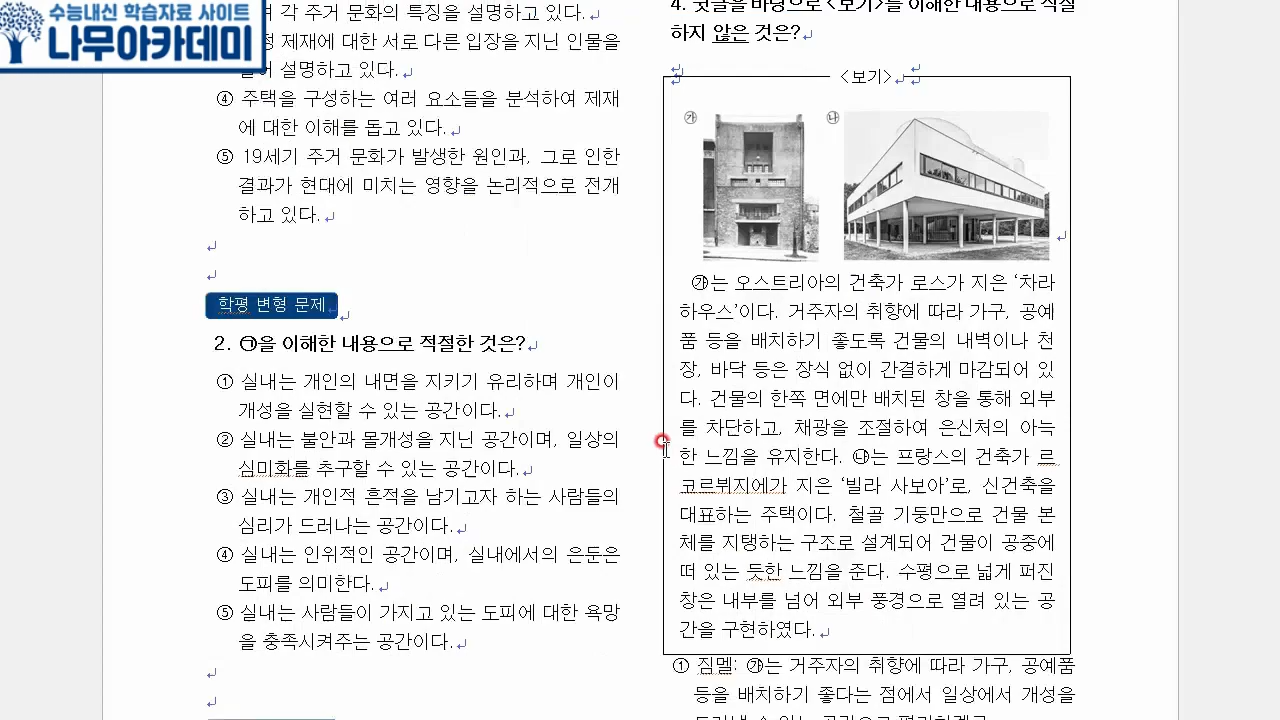 수능내신 학습자료 사이트
나무아카데미
각 주거 문화의 특징을 설명하고 있다.
제재에 대한 서로 다른 입장을 지닌 인물을
설명하고 있다.
④ 주택을 구성하는 여러 요소들을 분석하여 제재
에 대한 이해를 돕고 있다.
⑤ 19세기 주거 문화가 발생한 원인과, 그로 인한
결과가 현대에 미치는 영향을 논리적으로 전개
하고 있다.
학평 변형 문제
2. ㉠을 이해한 내용으로 적절한 것은?
① 실내는 개인의 내면을 지키기 유리하며 개인이
개성을 실현할 수 있는 공간이다.
② 실내는 불안과 몰개성을 지닌 공간이며, 일상의
심미화를 추구할 수 있는 공간이다.
③ 실내는 개인적 흔적을 남기고자 하는 사람들의
심리가 드러나는 공간이다.
④ 실내는 인위적인 공간이며, 실내에서의 은둔은
도피를 의미한다.
⑤ 실내는 사람들이 가지고 있는 도피에 대한 욕망
을 충족시켜주는 공간이다.
4. 윗글을 바탕으로 <보기>를 이해한 내용으로 적절
하지 않은 것은?
<보기>
㉮ ㉯
㉮는 오스트리아의 건축가 로스가 지은 ‘차라
하우스’이다. 거주자의 취향에 따라 가구, 공예
품 등을 배치하기 좋도록 건물의 내벽이나 천
장, 바닥 등은 장식 없이 간결하게 마감되어 있
다. 건물의 한쪽 면에만 배치된 창을 통해 외부
를 차단하고, 채광을 조절하여 은신처의 아늑
한 느낌을 유지한다. ㉯는 프랑스의 건축가 르
코르뷔지에가 지은 ‘빌라 사보아’로, 신건축을
대표하는 주택이다. 철골 기둥만으로 건물 본
체를 지탱하는 구조로 설계되어 건물이 공중에
떠 있는 듯한 느낌을 준다. 수평으로 넓게 퍼진
창은 내부를 넘어 외부 풍경으로 열려 있는 공
간을 구현하였다.
① 짐멜: ㉮는 거주자의 취향에 따라 가구, 공예품
등을 배치하기 좋다는 점에서 일상에서 개성을